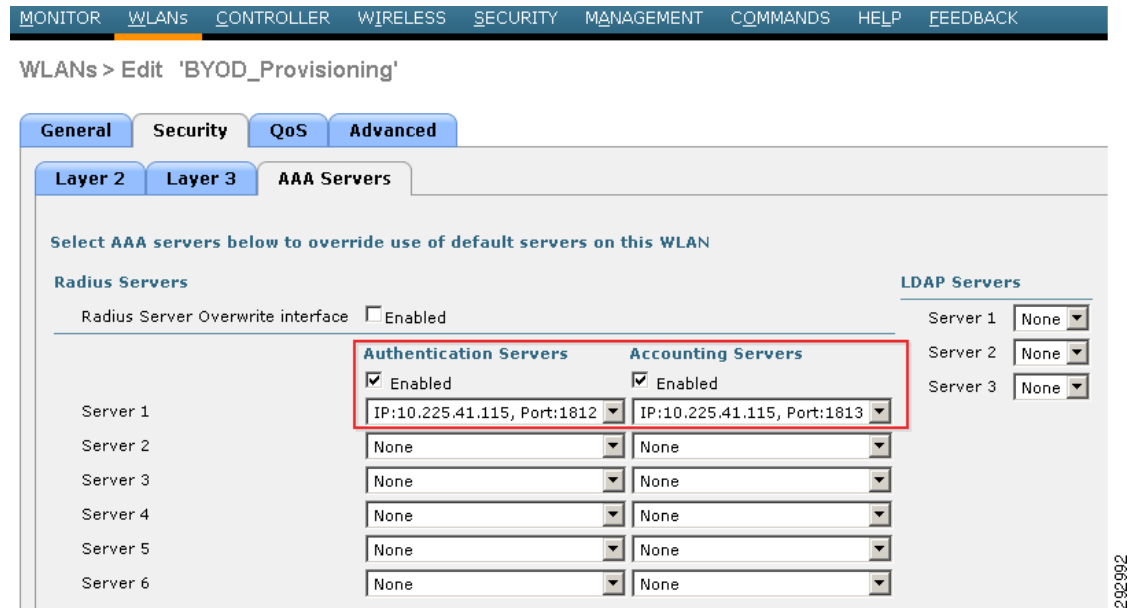 MONITOR WLANs CONTROLLER WIRELESS SECURITY MANAGEMENT COMMANDS HELP FEEDBACK
WLANs > Edit 'BYOD_Provisioning'
General Security QoS Advanced
Layer 2 Layer 3 AAA Servers
Select AAA servers below to override use of default servers on this WLAN
Radius Servers LDAP Servers
Radius Server Overwrite interface Enabled Server 1 None
Authentication Servers Accounting Servers Server 2 None
Enabled Enabled Server 3 None
Server 1 IP:10.225.41.115, Port:1812 IP:10.225.41.115, Port:1813
Server 2 None None
Server 3 None None
Server 4 None None
Server 5 None None
Server 6 None None
292992